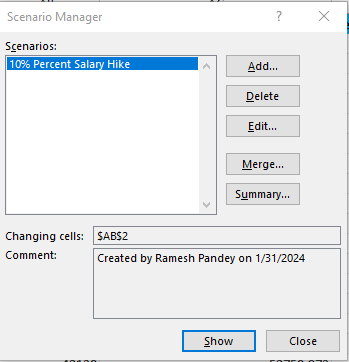 Scenario Manager ?
Scenarios:
10% Percent Salary Hike
Add...
Delete
Edit...
Merge...
Summary...
Changing cells: $AB$2
Comment: Created by Ramesh Pandey on 1/31/2024
Show Close